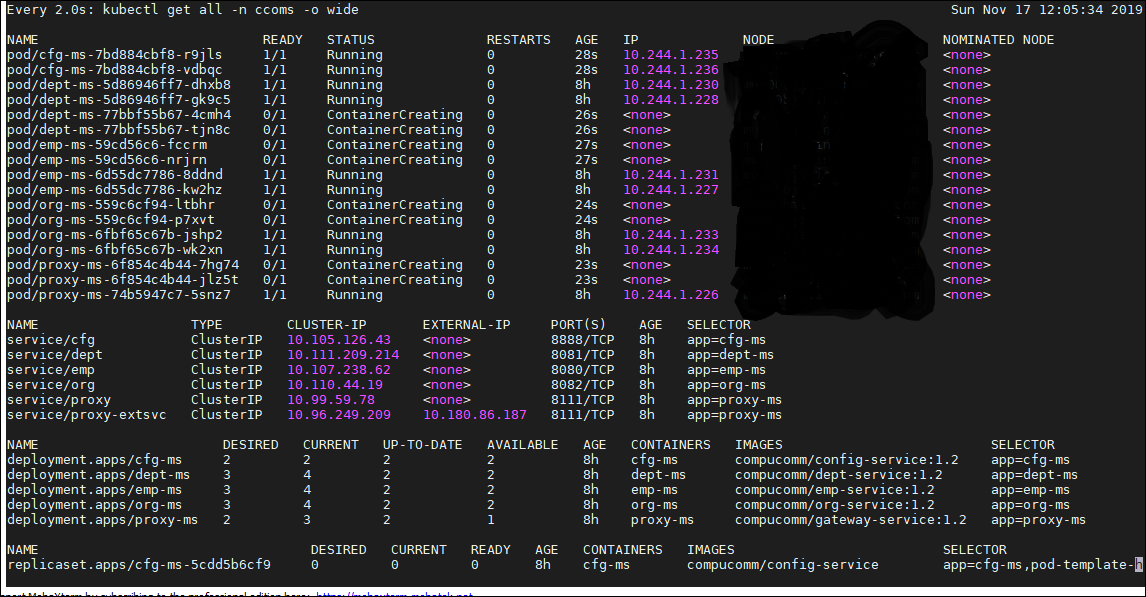 Every 2.0s: kubectl get all -n ccoms -o wide Sun Nov 17 12:05:34 2019
NAME READY STATUS RESTARTS AGE IP NODE NOMINATED NODE
pod/cfg-ms-7bd884cbf8-r9jls 1/1 Running 0 28s 10.244.1.235 <none>
pod/cfg-ms-7bd884cbf8-vdbqc 1/1 Running 0 28s 10.244.1.236 <none>
pod/dept-ms-5d86946ff7-dhxb8 1/1 Running 0 8h 10.244.1.230 <none>
pod/dept-ms-5d86946ff7-gk9c5 1/1 Running 0 8h 10.244.1.228 <none>
pod/dept-ms-77bbf55b67-4cmh4 0/1 ContainerCreating 0 26s <none> <none>
pod/dept-ms-77bbf55b67-tjn8c 0/1 ContainerCreating 0 26s <none> <none>
pod/emp-ms-59cd56c6-fccrm 0/1 ContainerCreating 0 27s <none> <none>
pod/emp-ms-59cd56c6-nrjrn 0/1 ContainerCreating 0 27s <none> <none>
pod/emp-ms-6d55dc7786-8ddnd 1/1 Running 0 8h 10.244.1.231 <none>
pod/emp-ms-6d55dc7786-kw2hz 1/1 Running 0 8h 10.244.1.227 <none>
pod/org-ms-559c6cf94-ltbhr 0/1 ContainerCreating 0 24s <none> <none>
pod/org-ms-559c6cf94-p7xvt 0/1 ContainerCreating 0 24s <none> <none>
pod/org-ms-6fbf65c67b-jshp2 1/1 Running 0 8h 10.244.1.233 <none>
pod/org-ms-6fbf65c67b-wk2xn 1/1 Running 0 8h 10.244.1.234 <none>
pod/proxy-ms-6f854c4b44-7hg74 0/1 ContainerCreating 0 23s <none> <none>
pod/proxy-ms-6f854c4b44-jlz5t 0/1 ContainerCreating 0 23s <none> <none>
pod/proxy-ms-74b5947c7-5snz7 1/1 Running 0 8h 10.244.1.226 <none>
NAME TYPE CLUSTER-IP EXTERNAL-IP PORT(S) AGE SELECTOR
service/cfg ClusterIP 10.105.126.43 <none> 8888/TCP 8h app=cfg-ms
service/dept ClusterIP 10.111.209.214 <none> 8081/TCP 8h app=dept-ms
service/emp ClusterIP 10.107.238.62 <none> 8080/TCP 8h app=emp-ms
service/org ClusterIP 10.110.44.19 <none> 8082/TCP 8h app=org-ms
service/proxy ClusterIP 10.99.59.78 <none> 8111/TCP 8h app=proxy-ms
service/proxy-extsvc ClusterIP 10.96.249.209 10.180.86.187 8111/TCP 8h app=proxy-ms
NAME DESIRED CURRENT UP-TO-DATE AVAILABLE AGE CONTAINERS IMAGES SELECTOR
deployment.apps/cfg-ms 2 2 2 2 8h cfg-ms compucomm/config-service:1.2 app=cfg-ms
deployment.apps/dept-ms 3 4 2 2 8h dept-ms compucomm/dept-service:1.2 app=dept-ms
deployment.apps/emp-ms 3 4 2 2 8h emp-ms compucomm/emp-service:1.2 app=emp-ms
deployment.apps/org-ms 3 4 2 2 8h org-ms compucomm/org-service:1.2 app=org-ms
deployment.apps/proxy-ms 2 3 2 1 8h proxy-ms compucomm/gateway-service:1.2 app=proxy-ms
NAME DESIRED CURRENT READY AGE CONTAINERS IMAGES SELECTOR
replicaset.apps/cfg-ms-5cdd5b6cf9 0 0 0 8h cfg-ms compucomm/config-service app=cfg-ms,pod-template-h